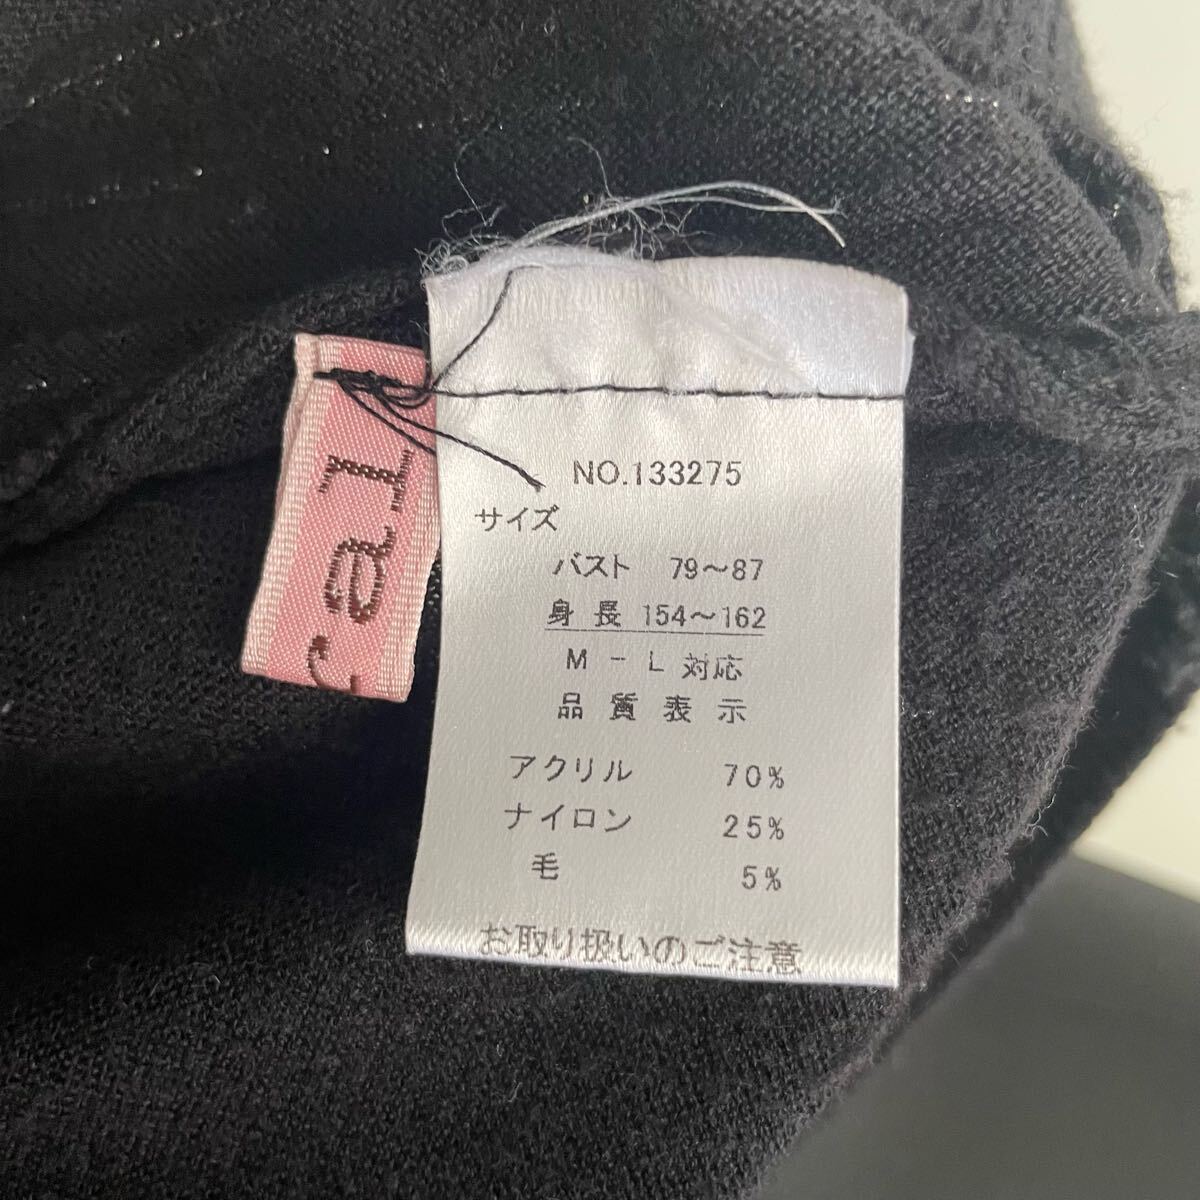 NO.133275
サイズ
バスト 79～87
身長 154～162
M - L 対応
品質表示
アクリル 70%
ナイロン 25%
毛 5%
お取り扱いのご注意